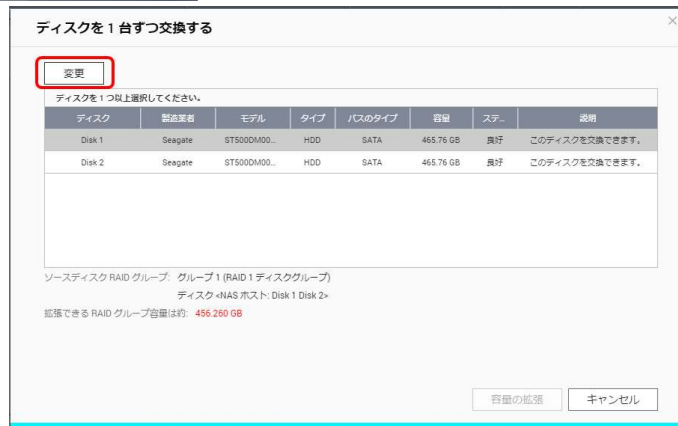 ディスクを1台ずつ交換する
変更
ディスクを1つ以上選択してください。
ディスク 製造業者 モデル タイプ バスのタイプ 容量 ステ... 説明
Disk 1 Seagate ST500DM00... HDD SATA 465.76 GB 良好 このディスクを交換できます。
Disk 2 Seagate ST500DM00... HDD SATA 465.76 GB 良好 このディスクを交換できます。
ソースディスク RAID グループ: グループ 1 (RAID 1 ディスクグループ)
ディスク <NAS ホスト: Disk 1 Disk 2>
拡張できる RAID グループ容量は約: 456.260 GB
容量の拡張 キャンセル